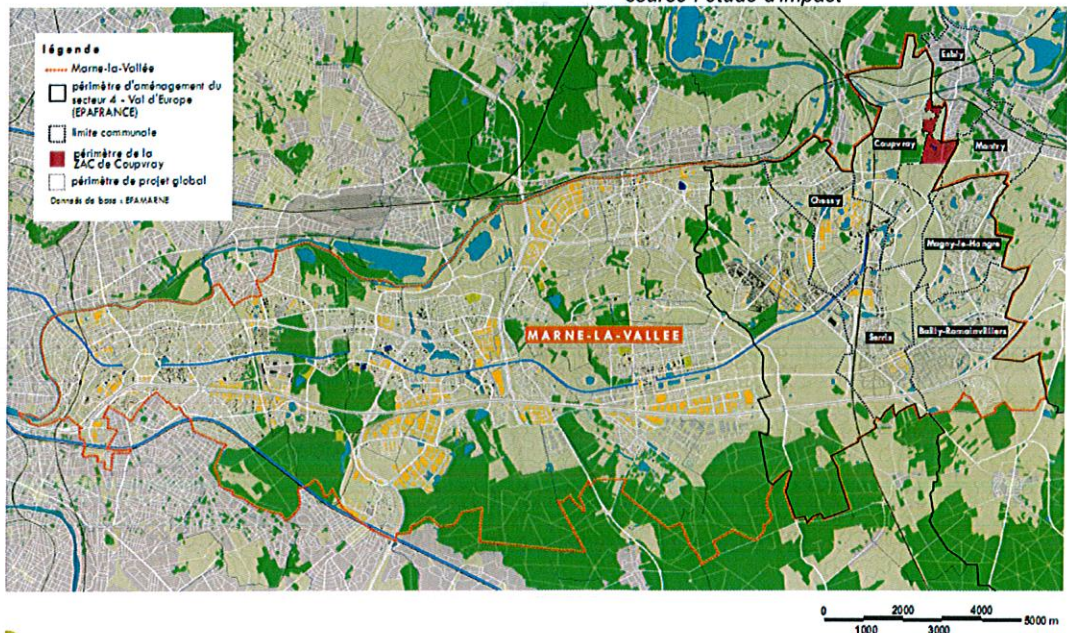 source : étude d'impact
légende
Marne-la-Vallée
périmètre d'aménagement du
secteur 4 - Val d'Europe
(EPAFRANCE)
limite communale
périmètre de la
ZAC de Coupvray
périmètre de projet global
Données de base : EPAMARNE
Esbly
Coupvray
Montry
Chessy
Magny-le-Hongre
MARNE-LA-VALLEE
Serris
Bailly-Romainvilliers
0 2000 4000
5000 m
1000 3000